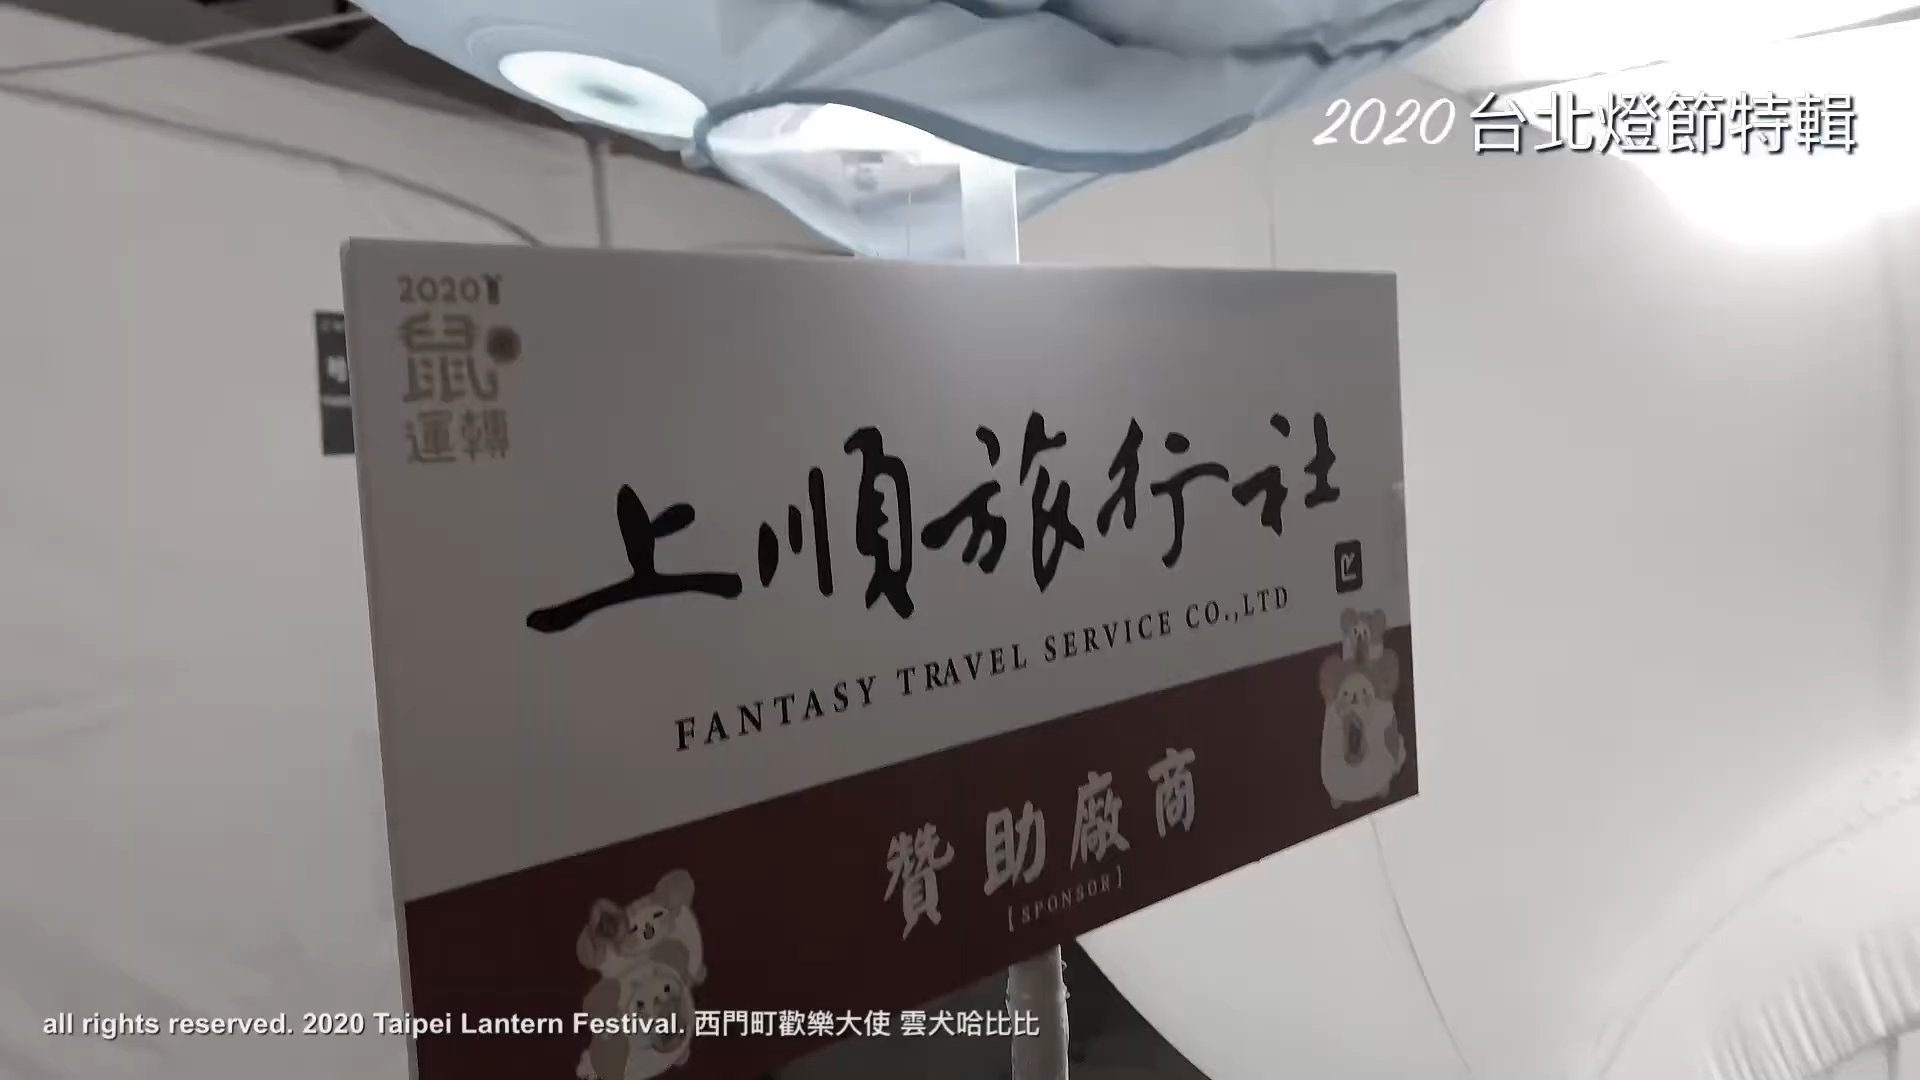 2020 台北燈節特輯
2020
鼠
運轉
上順旅行社
R
FANTASY TRAVEL SERVICE CO.,LTD
贊助廠商
[SPONSOR]
all rights reserved. 2020 Taipei Lantern Festival. 西門町歡樂大使 雲犬哈比比